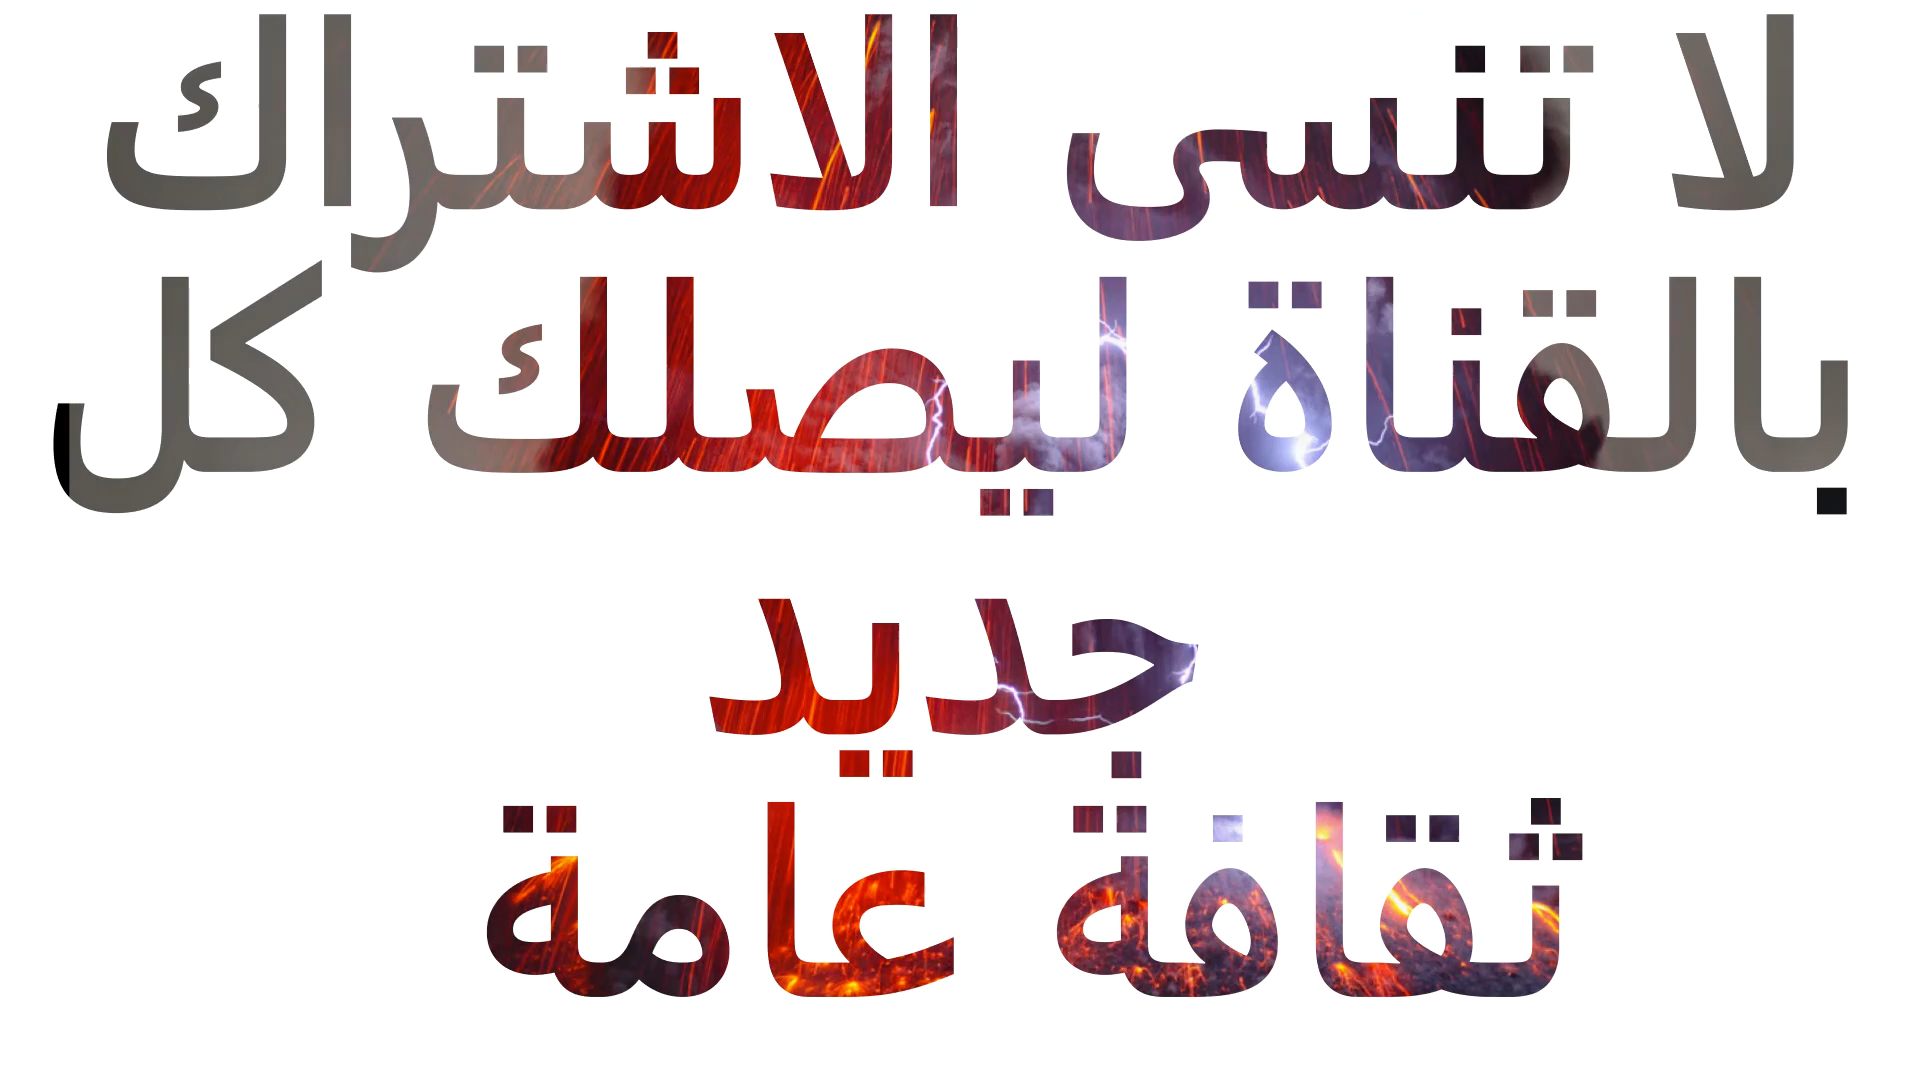 لا تنسى الاشتراك
بالقناة ليصلك كل
جديد
ثقافة عامة